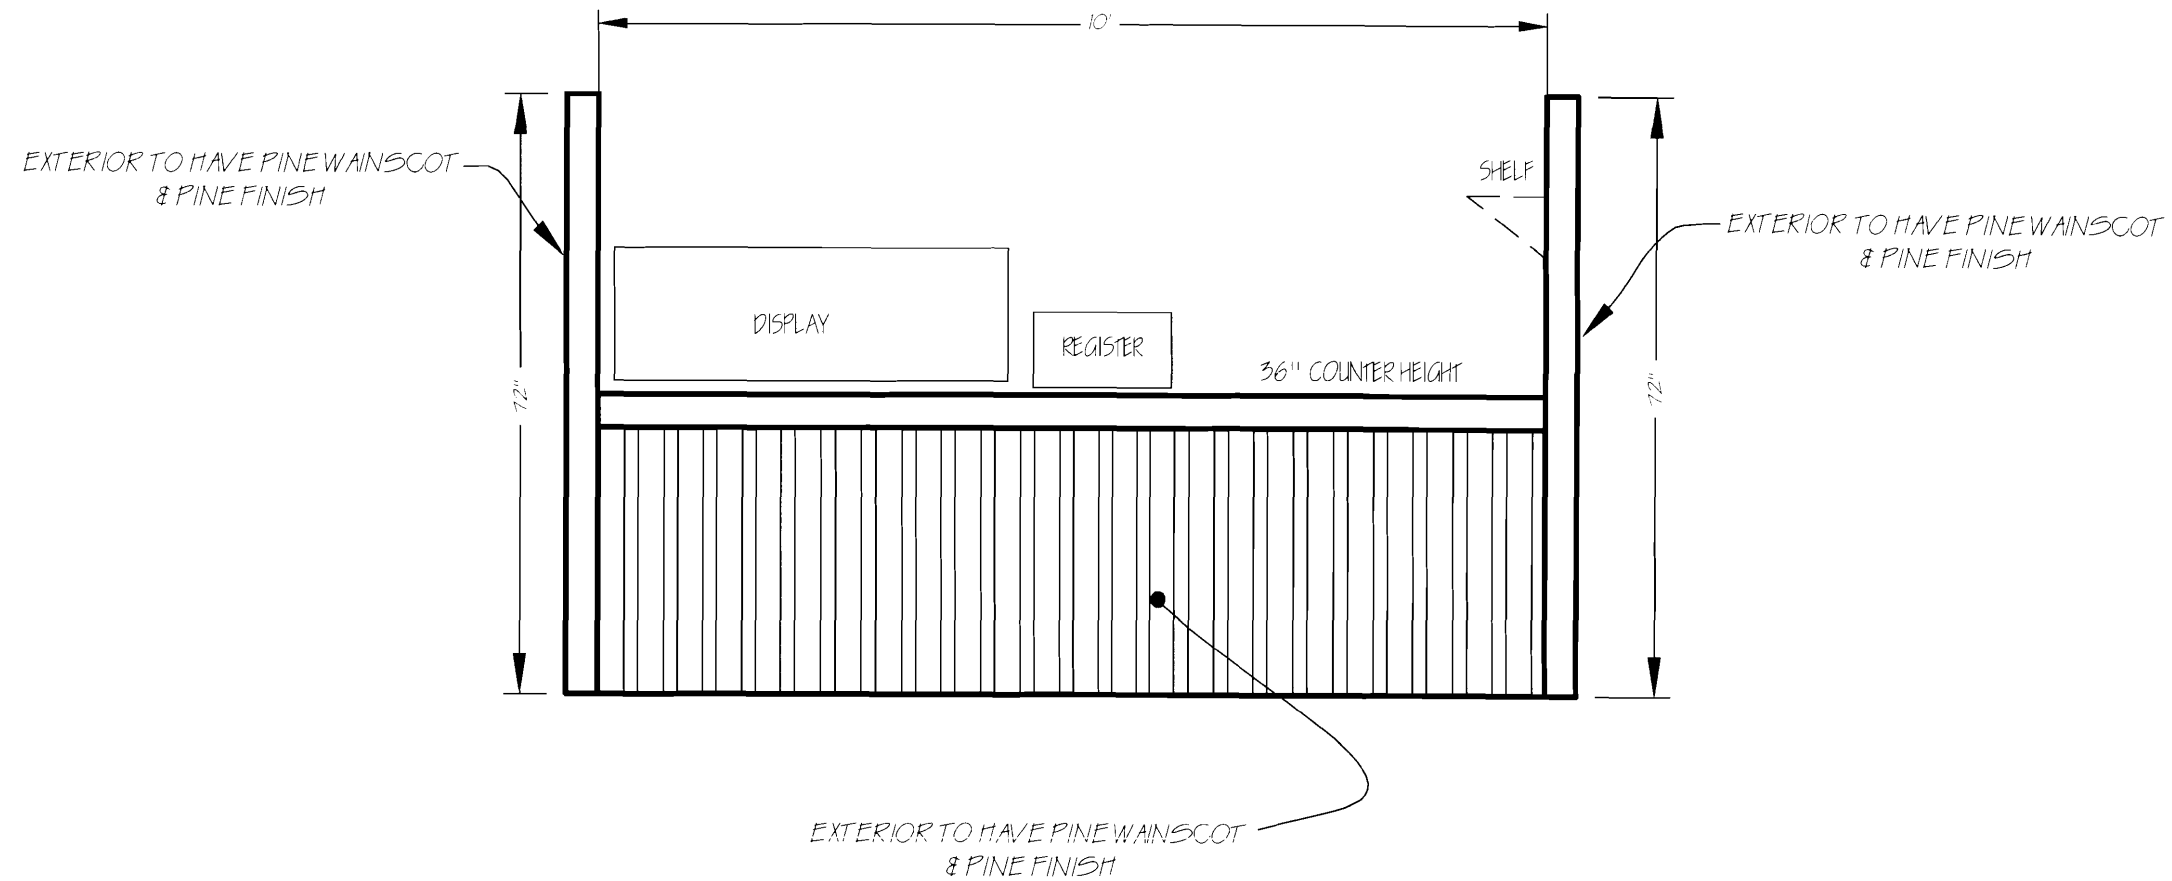 10'
EXTERIOR TO HAVE PINE WAINSCOT
& PINE FINISH
SHELF
EXTERIOR TO HAVE PINE WAINSCOT
& PINE FINISH
DISPLAY
REGISTER
36" COUNTER HEIGHT
72"
72"
EXTERIOR TO HAVE PINE WAINSCOT
& PINE FINISH